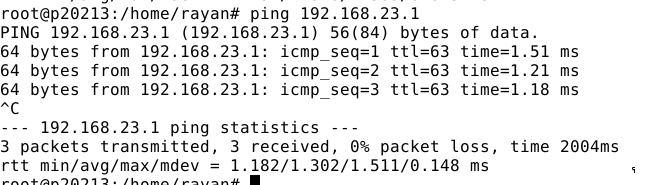 root@p20213:/home/rayan# ping 192.168.23.1
PING 192.168.23.1 (192.168.23.1) 56(84) bytes of data.
64 bytes from 192.168.23.1: icmp_seq=1 ttl=63 time=1.51 ms
64 bytes from 192.168.23.1: icmp_seq=2 ttl=63 time=1.21 ms
64 bytes from 192.168.23.1: icmp_seq=3 ttl=63 time=1.18 ms
^C
--- 192.168.23.1 ping statistics ---
3 packets transmitted, 3 received, 0% packet loss, time 2004ms
rtt min/avg/max/mdev = 1.182/1.302/1.511/0.148 ms
root@p20213:/home/rayan#